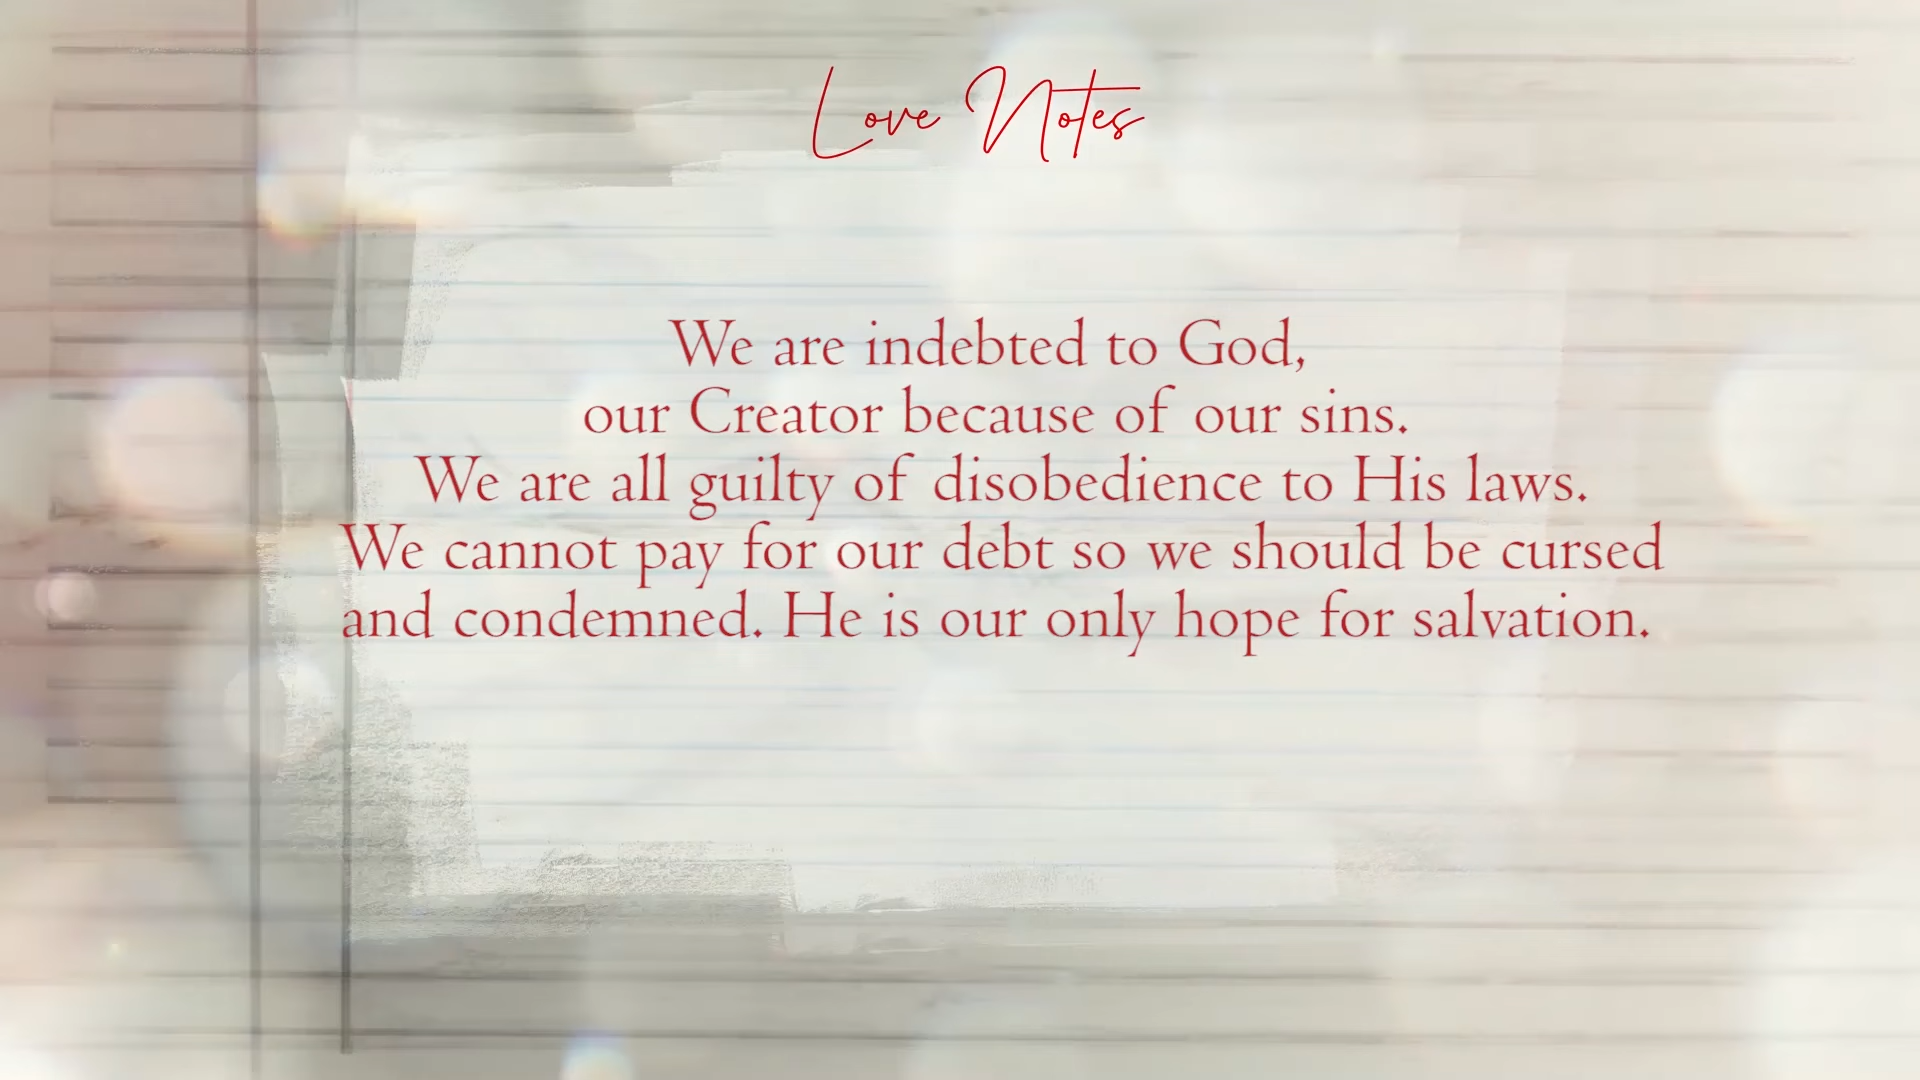 Love Notes
We are indebted to God,
our Creator because of our sins.
We are all guilty of disobedience to His laws.
We cannot pay for our debt so we should be cursed
and condemned. He is our only hope for salvation.